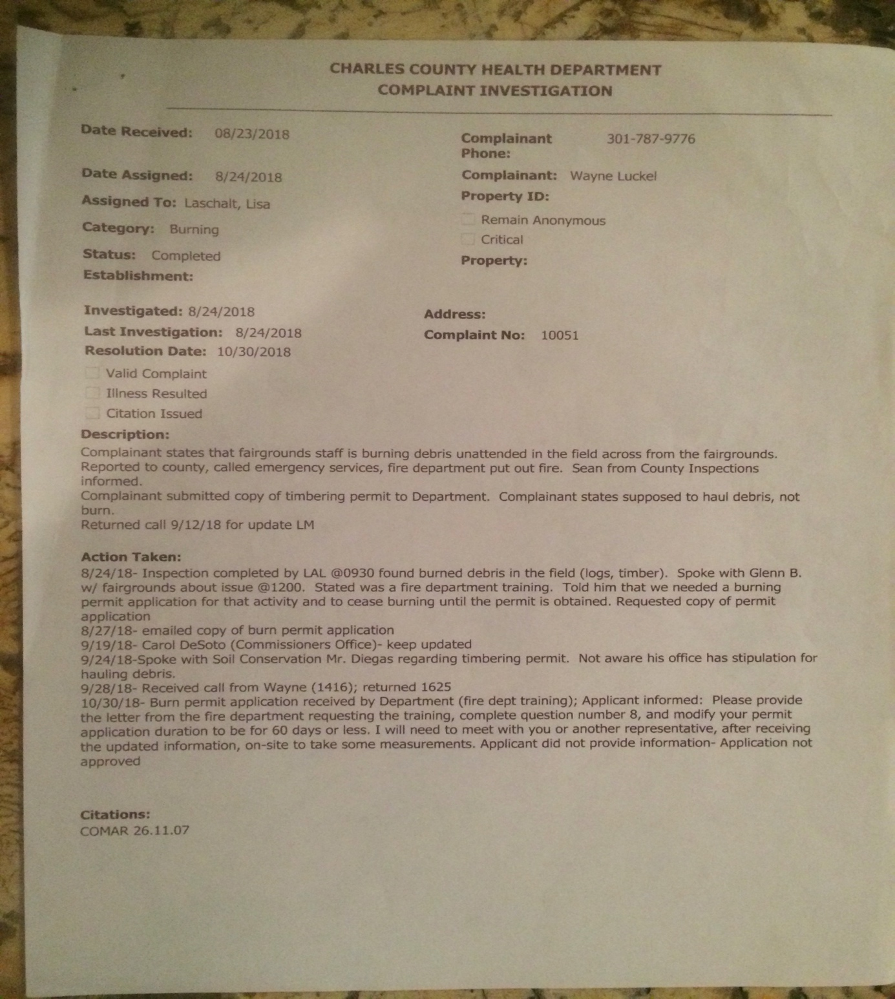 CHARLES COUNTY HEALTH DEPARTMENT
COMPLAINT INVESTIGATION
Date Received: 08/23/2018
Complainant Phone: 301-787-9776
Date Assigned: 8/24/2018
Complainant: Wayne Luckel
Assigned To: Laschalt, Lisa
Property ID:
Remain Anonymous
Category: Burning
Critical
Status: Completed
Property:
Establishment:
Investigated: 8/24/2018
Address:
Last Investigation: 8/24/2018
Complaint No: 10051
Resolution Date: 10/30/2018
Valid Complaint
Illness Resulted
Citation Issued
Description:
Complainant states that fairgrounds staff is burning debris unattended in the field across from the fairgrounds.
Reported to county, called emergency services, fire department put out fire. Sean from County Inspections
informed.
Complainant submitted copy of timbering permit to Department. Complainant states supposed to haul debris, not
burn.
Returned call 9/12/18 for update LM
Action Taken:
8/24/18- Inspection completed by LAL @0930 found burned debris in the field (logs, timber). Spoke with Glenn B.
w/ fairgrounds about issue @1200. Stated was a fire department training. Told him that we needed a burning
permit application for that activity and to cease burning until the permit is obtained. Requested copy of permit
application
8/27/18- emailed copy of burn permit application
9/19/18- Carol DeSoto (Commissioners Office)- keep updated
9/24/18-Spoke with Soil Conservation Mr. Diegas regarding timbering permit. Not aware his office has stipulation for
hauling debris.
9/28/18- Received call from Wayne (1416); returned 1625
10/30/18- Burn permit application received by Department (fire dept training); Applicant informed: Please provide
the letter from the fire department requesting the training, complete question number 8, and modify your permit
application duration to be for 60 days or less. I will need to meet with you or another representative, after receiving
the updated information, on-site to take some measurements. Applicant did not provide information- Application not
approved
Citations:
COMAR 26.11.07